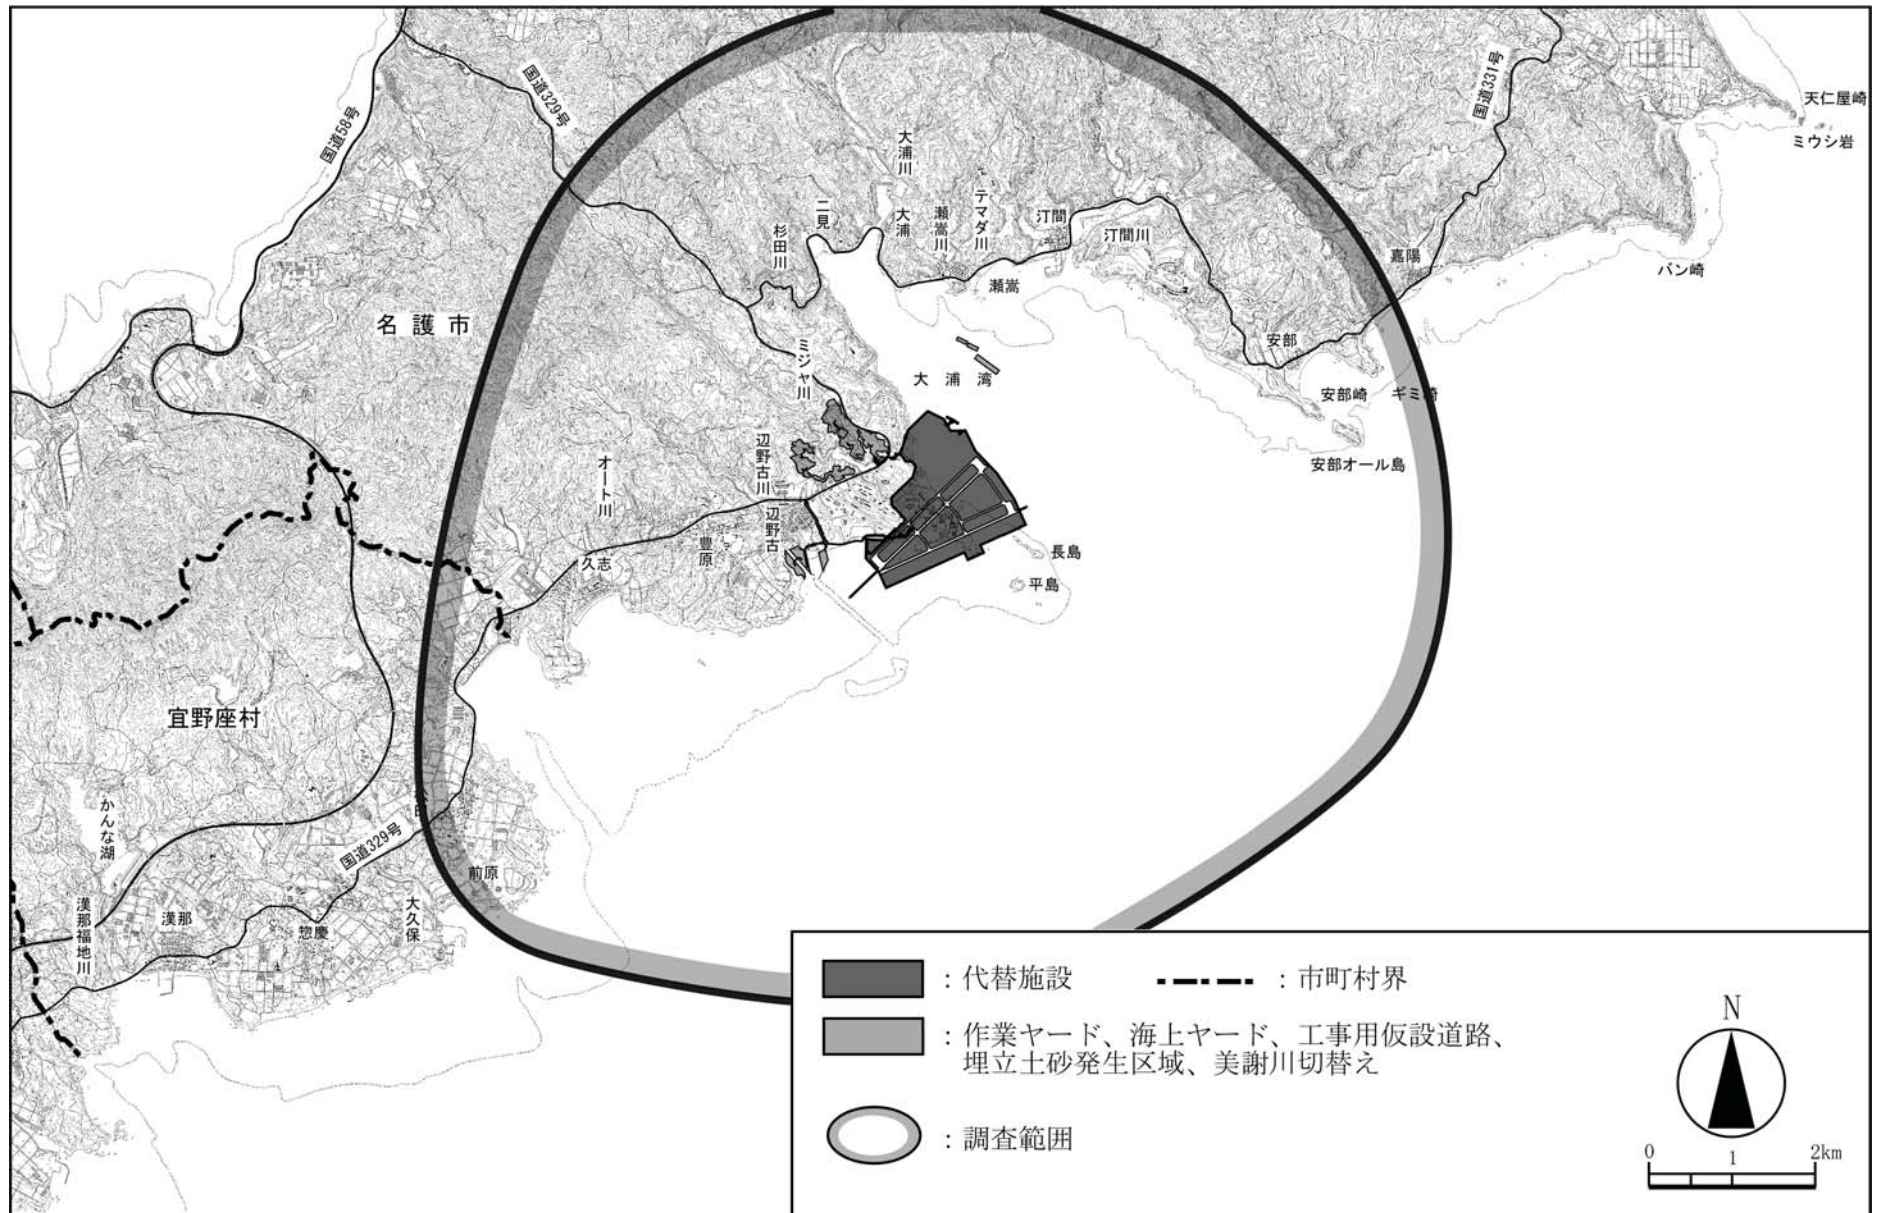 国道58号
国道329号
国道331号
天仁屋崎
ミウシ岩
バン崎
大浦川
テマダ川
二見
大浦
瀬嵩川
汀間
杉田川
汀間川
嘉陽
瀬嵩
名護市
ミジャ川
安部
大浦湾
安部崎
ギミ崎
辺野古川
オート川
安部オール島
辺野古
豊原
久志
長島
平島
宜野座村
かんな湖
国道329号
前原
漢那福地川
漢那
惣慶
大久保
:代替施設
:市町村界
:作業ヤード、海上ヤード、工事用仮設道路、
埋立土砂発生区域、美謝川切替え
:調査範囲
N
0 1 2km